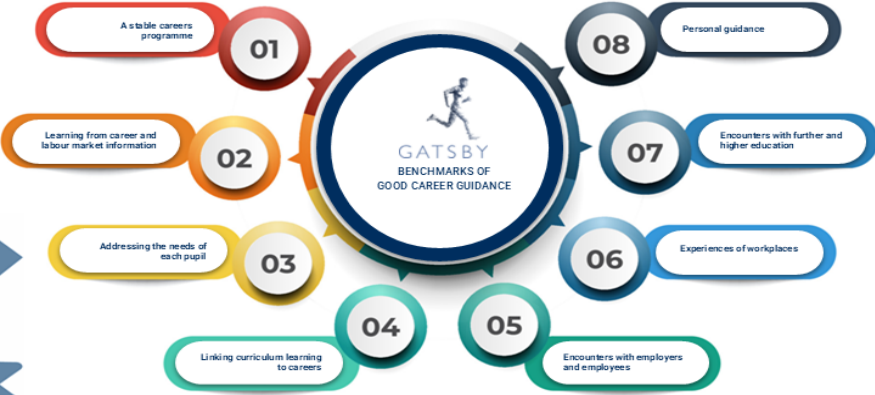 01
A stable careers
programme
02
Learning from career and
labour market information
03
Addressing the needs of
each pupil
04
Linking curriculum learning
to careers
05
Encounters with employers
and employees
06
Experiences of workplaces
07
Encounters with further and
higher education
08
Personal guidance
GATSBY
BENCHMARKS OF
GOOD CAREER GUIDANCE